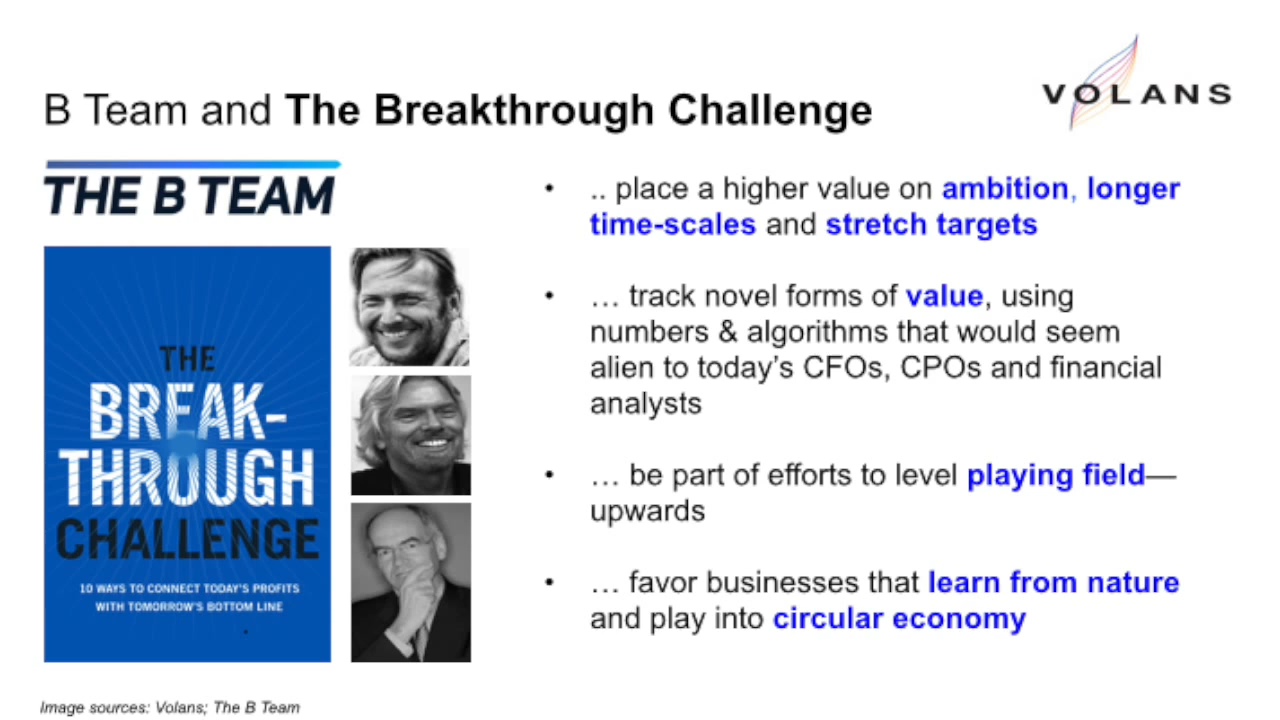 VOLANS
B Team and The Breakthrough Challenge
THE B TEAM
THE
BREAK-
THROUGH
CHALLENGE
10 WAYS TO CONNECT TODAY'S PROFITS
WITH TOMORROW'S BOTTOM LINE
• .. place a higher value on ambition, longer
time-scales and stretch targets
• … track novel forms of value, using
numbers & algorithms that would seem
alien to today’s CFOs, CPOs and financial
analysts
• … be part of efforts to level playing field—
upwards
• … favor businesses that learn from nature
and play into circular economy
Image sources: Volans; The B Team